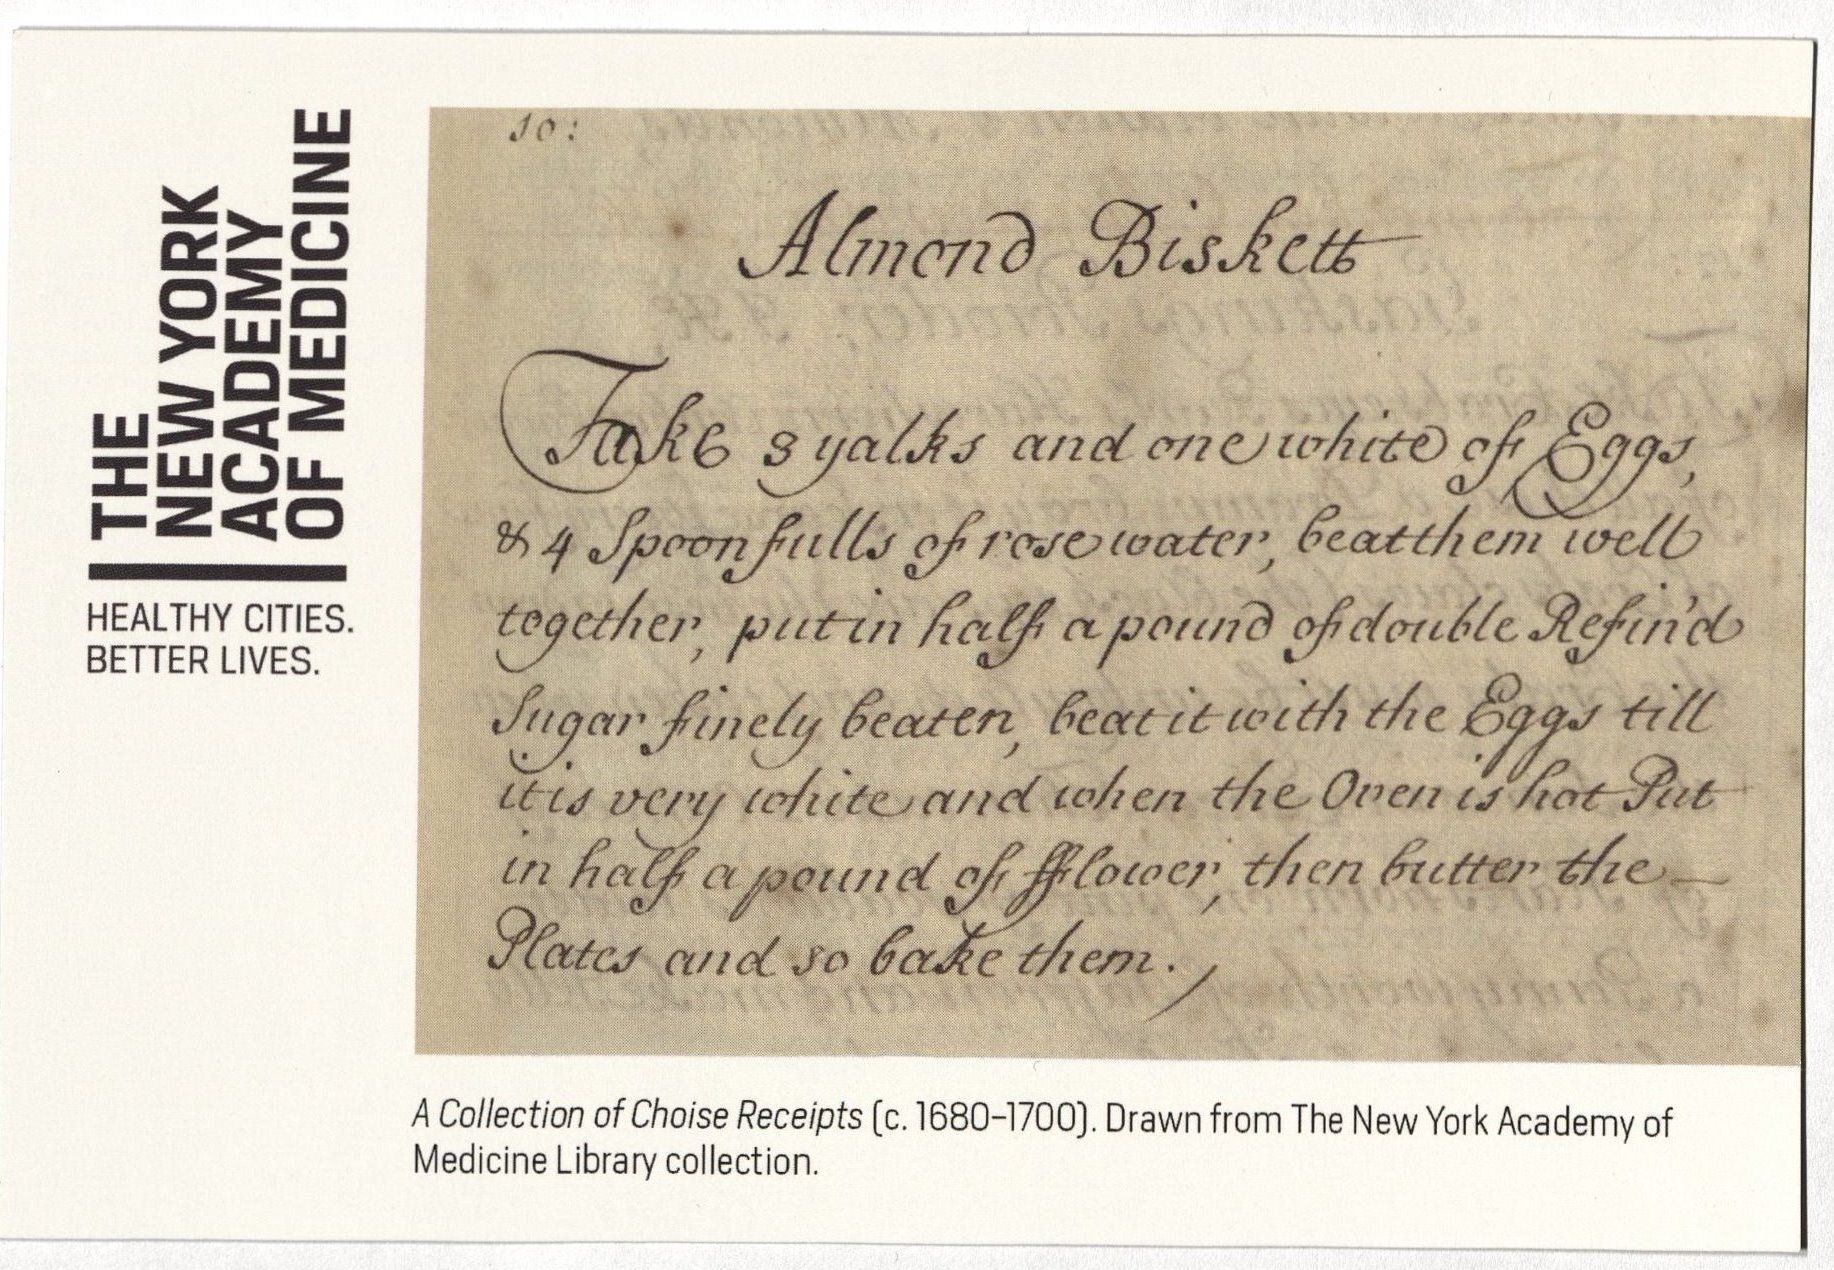 10:
Almond Biskett
Take yalks and one white of Eggs,
& 4 Spoonfulls of rose water, beat them well
together, put in half a pound of double Refin'd
Sugar finely beaten, beat it with the Eggs till
it is very white and when the Oven is hot Put
in half a pound of fflower, then butter the
Plates and so bake them.
THE
NEW YORK
ACADEMY
OF MEDICINE
HEALTHY CITIES.
BETTER LIVES.
A Collection of Choise Receipts (c. 1680–1700). Drawn from The New York Academy of
Medicine Library collection.